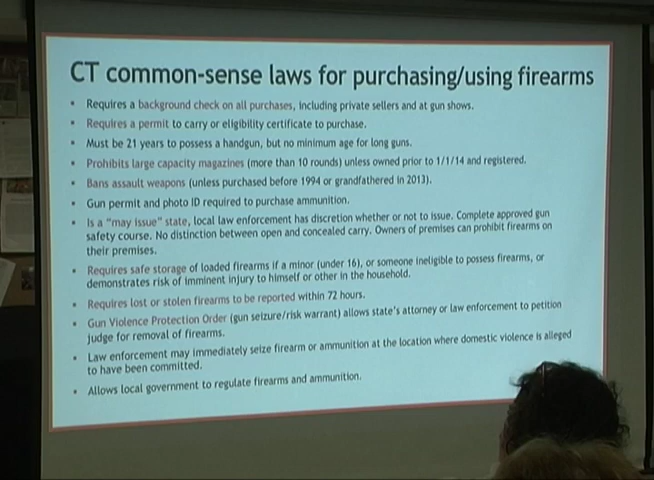 CT common-sense laws for purchasing/using firearms
• Requires a background check on all purchases, including private sellers and at gun shows.
• Requires a permit to carry or eligibility certificate to purchase.
• Must be 21 years to possess a handgun, but no minimum age for long guns.
• Prohibits large capacity magazines (more than 10 rounds) unless owned prior to 1/1/14 and registered.
• Bans assault weapons (unless purchased before 1994 or grandfathered in 2013).
• Gun permit and photo ID required to purchase ammunition.
• Is a “may issue” state, local law enforcement has discretion whether or not to issue. Complete approved gun
safety course. No distinction between open and concealed carry. Owners of premises can prohibit firearms on
their premises.
• Requires safe storage of loaded firearms if a minor (under 16), or someone ineligible to possess firearms, or
demonstrates risk of imminent injury to himself or other in the household.
• Requires lost or stolen firearms to be reported within 72 hours.
• Gun Violence Protection Order (gun seizure/risk warrant) allows state’s attorney or law enforcement to petition
judge for removal of firearms.
• Law enforcement may immediately seize firearm or ammunition at the location where domestic violence is alleged
to have been committed.
• Allows local government to regulate firearms and ammunition.